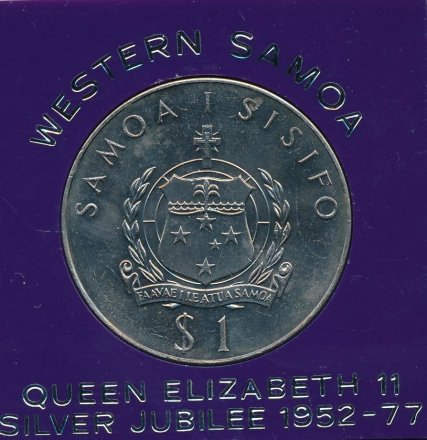 WESTERN SAMOA
SAMOA I SISIFO
FAAVAE I LE ATUA SAMOA
$1
QUEEN ELIZABETH 11
SILVER JUBILEE 1952-77